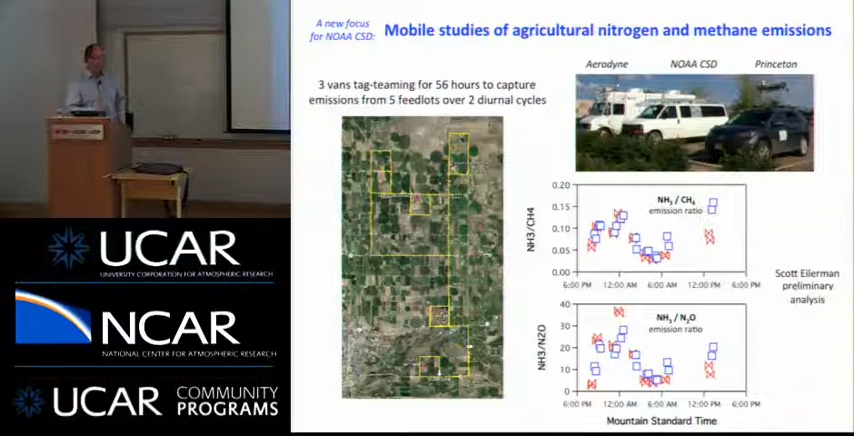 A new focus
for NOAA CSD:
Mobile studies of agricultural nitrogen and methane emissions
3 vans tag-teaming for 56 hours to capture
emissions from 5 feedlots over 2 diurnal cycles
Aerodyne NOAA CSD Princeton
0.20
0.15
0.10
0.05
0.00
NH3/CH4
NH₃ / CH₄
emission ratio
6:00 PM 12:00 AM 6:00 AM 12:00 PM 6:00 PM
40
30
20
10
0
NH3/N2O
NH₃ / N₂O
emission ratio
6:00 PM 12:00 AM 6:00 AM 12:00 PM 6:00 PM
Mountain Standard Time
Scott Eilerman
preliminary
analysis
UCAR
UNIVERSITY CORPORATION FOR ATMOSPHERIC RESEARCH
NCAR
NATIONAL CENTER FOR ATMOSPHERIC RESEARCH
UCAR COMMUNITY
PROGRAMS